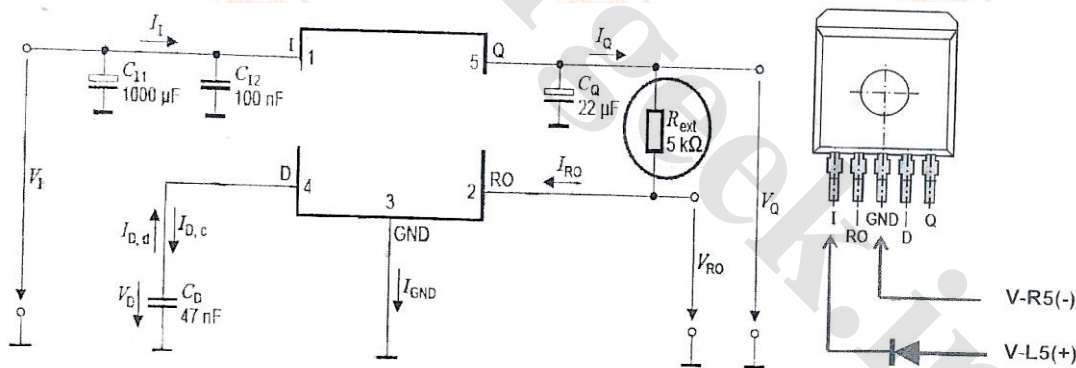 I_I
I_Q
I
1
5
Q
C_I1
1000 µF
C_I2
100 nF
C_Q
22 µF
R_ext
5 kΩ
V_I
D
4
3
2
RO
I_RO
V_Q
I_D, d
I_D, c
GND
I_GND
V_RO
V_D
C_D
47 nF
I
RO
GND
D
Q
V-R5(-)
V-L5(+)